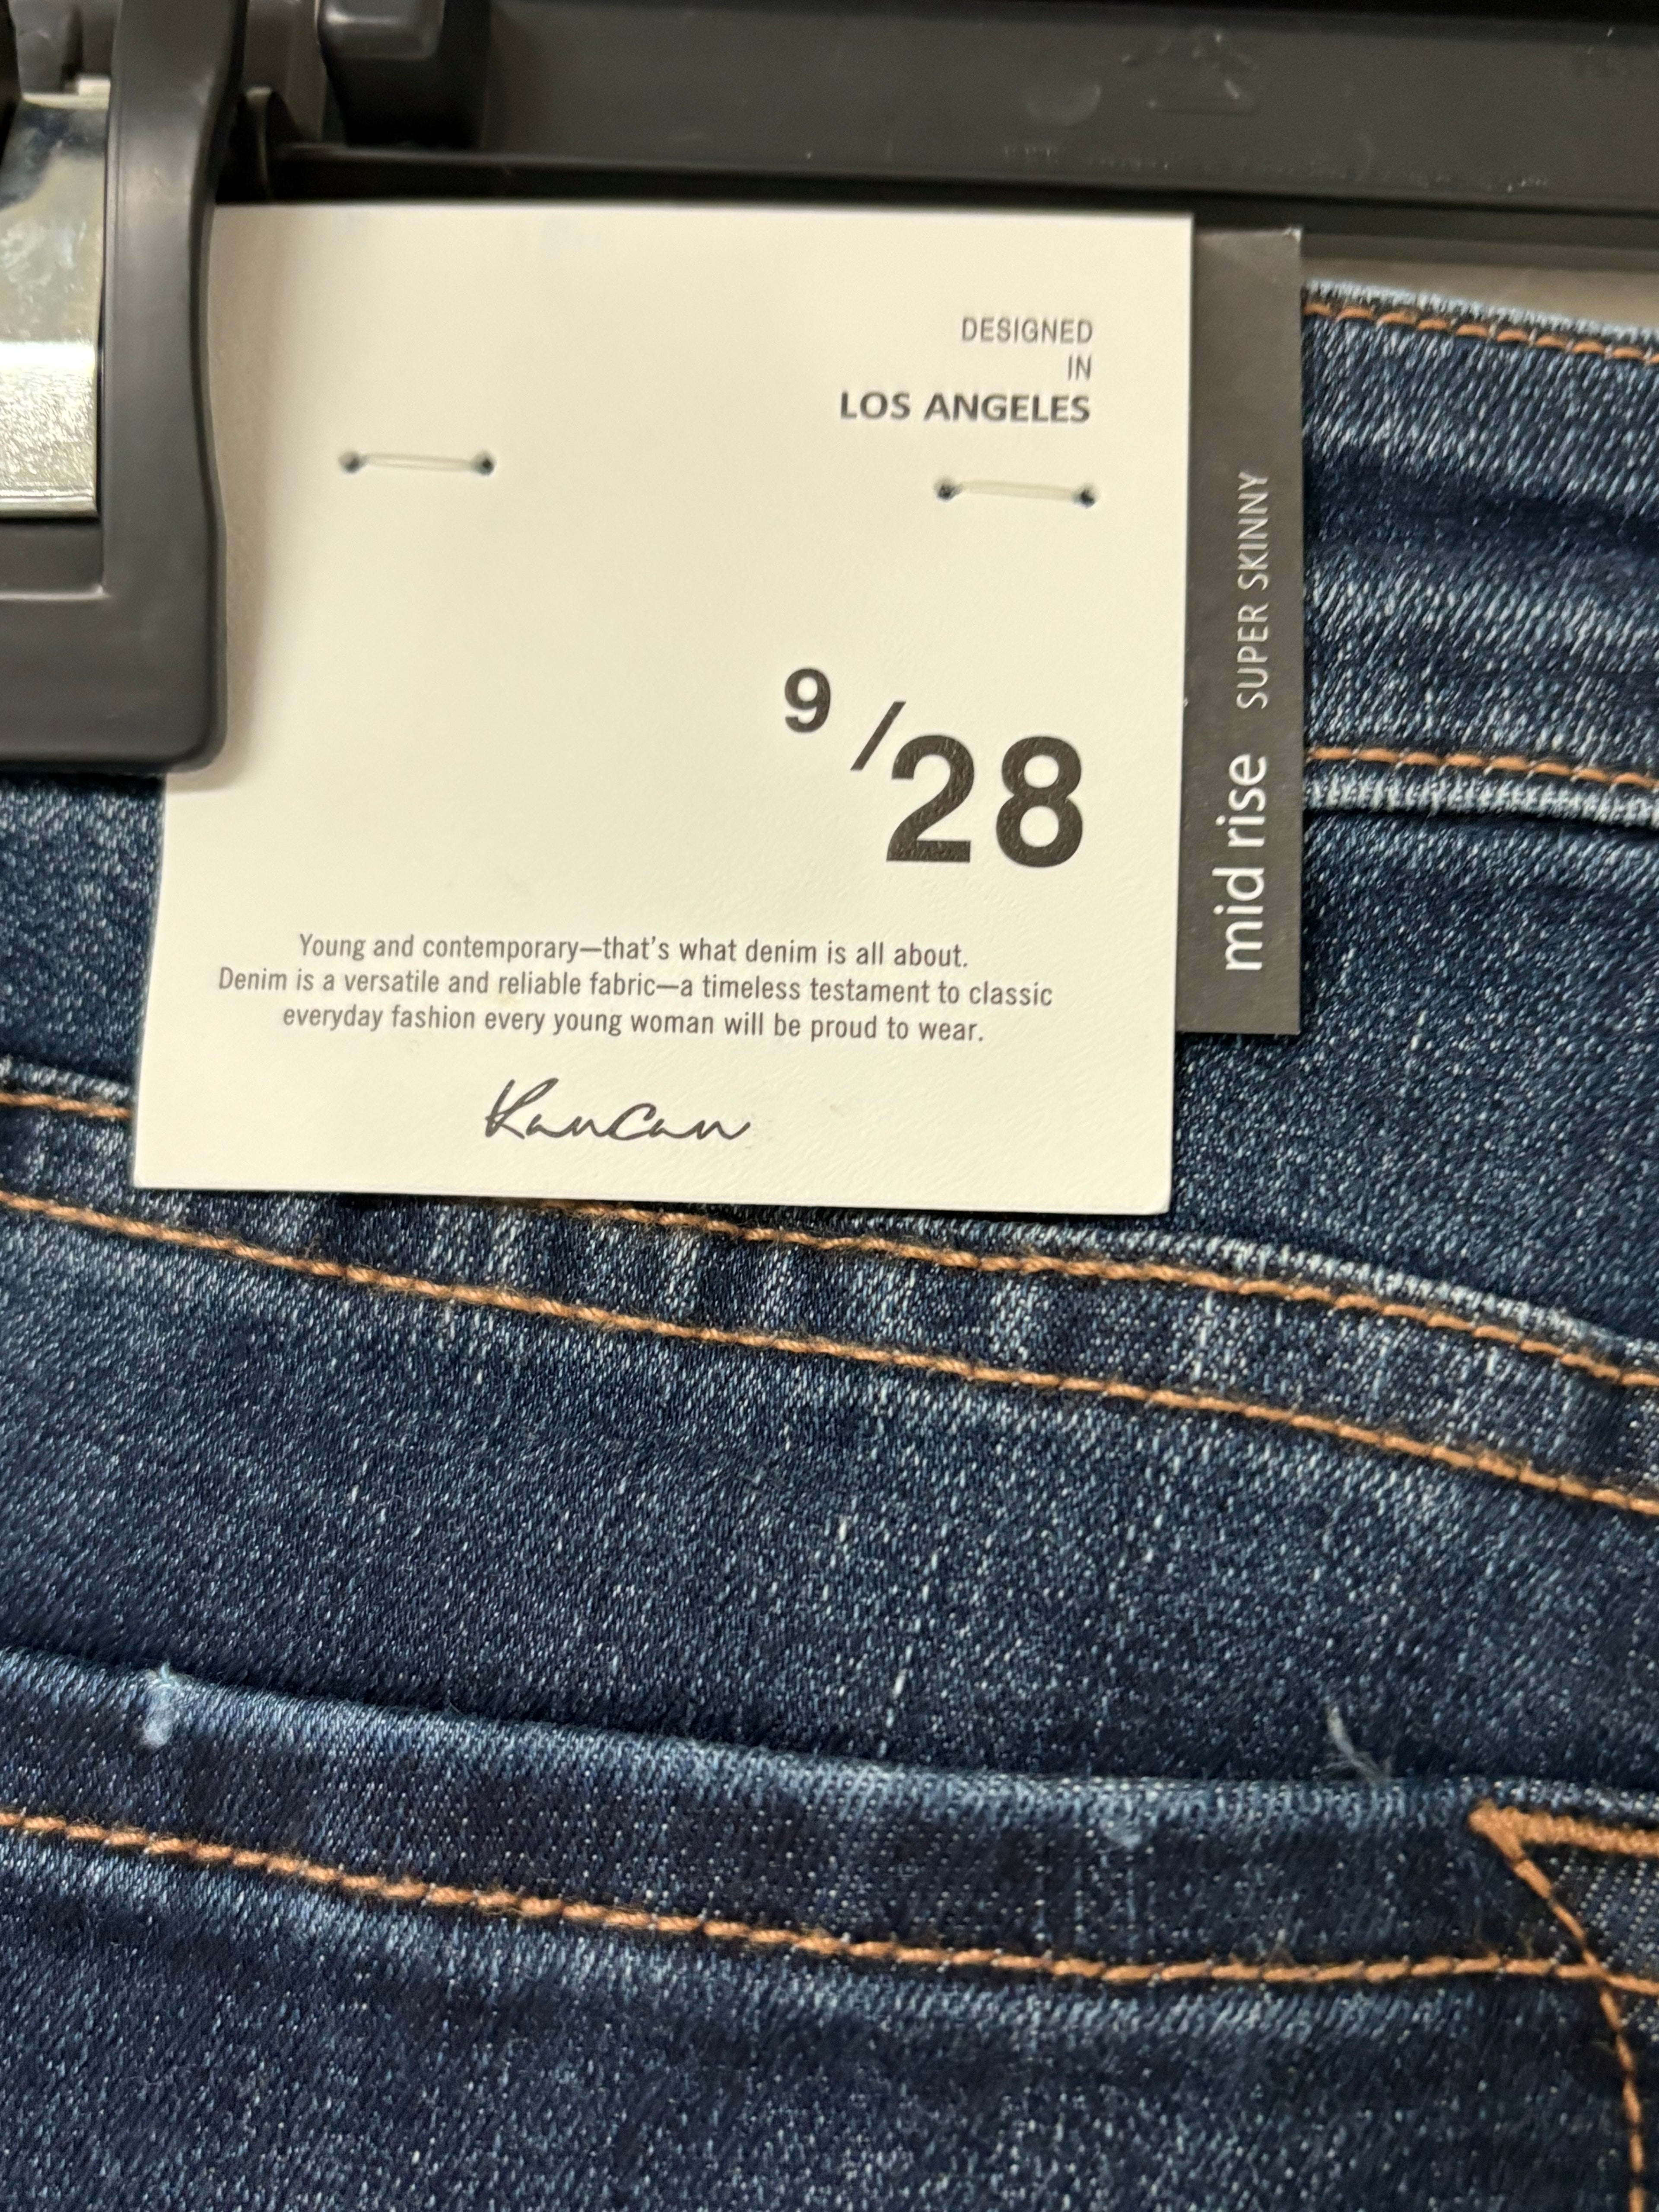 DESIGNED
IN
LOS ANGELES
9/28
Young and contemporary—that's what denim is all about.
Denim is a versatile and reliable fabric—a timeless testament to classic
everyday fashion every young woman will be proud to wear.
KanCan
mid rise SUPER SKINNY